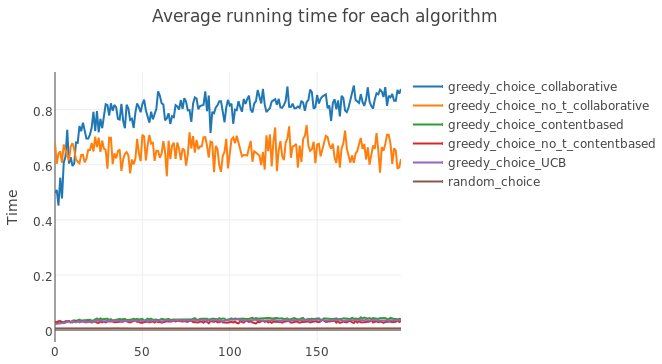 Average running time for each algorithm
greedy_choice_collaborative
greedy_choice_no_t_collaborative
greedy_choice_contentbased
greedy_choice_no_t_contentbased
greedy_choice_UCB
random_choice
Time
0.8
0.6
0.4
0.2
0
0
50
100
150